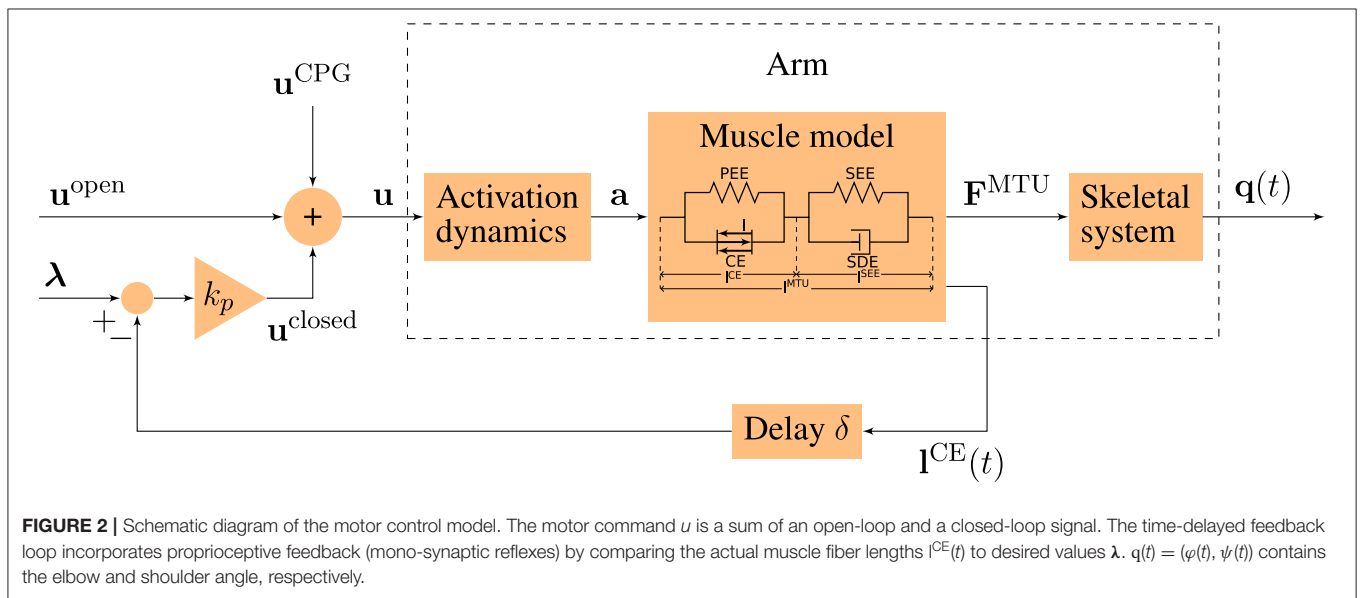 Arm
u^CPG
Muscle model
PEE
SEE
u^open
u
Activation
dynamics
a
F^MTU
Skeletal
system
q(t)
+
l
CE
SDE
l^CE
l^SEE
l^MTU
λ
k_p
+
−
u^closed
Delay δ
l^CE(t)
FIGURE 2 | Schematic diagram of the motor control model. The motor command u is a sum of an open-loop and a closed-loop signal. The time-delayed feedback
loop incorporates proprioceptive feedback (mono-synaptic reflexes) by comparing the actual muscle fiber lengths l^CE(t) to desired values λ. q(t) = (φ(t), ψ(t)) contains
the elbow and shoulder angle, respectively.